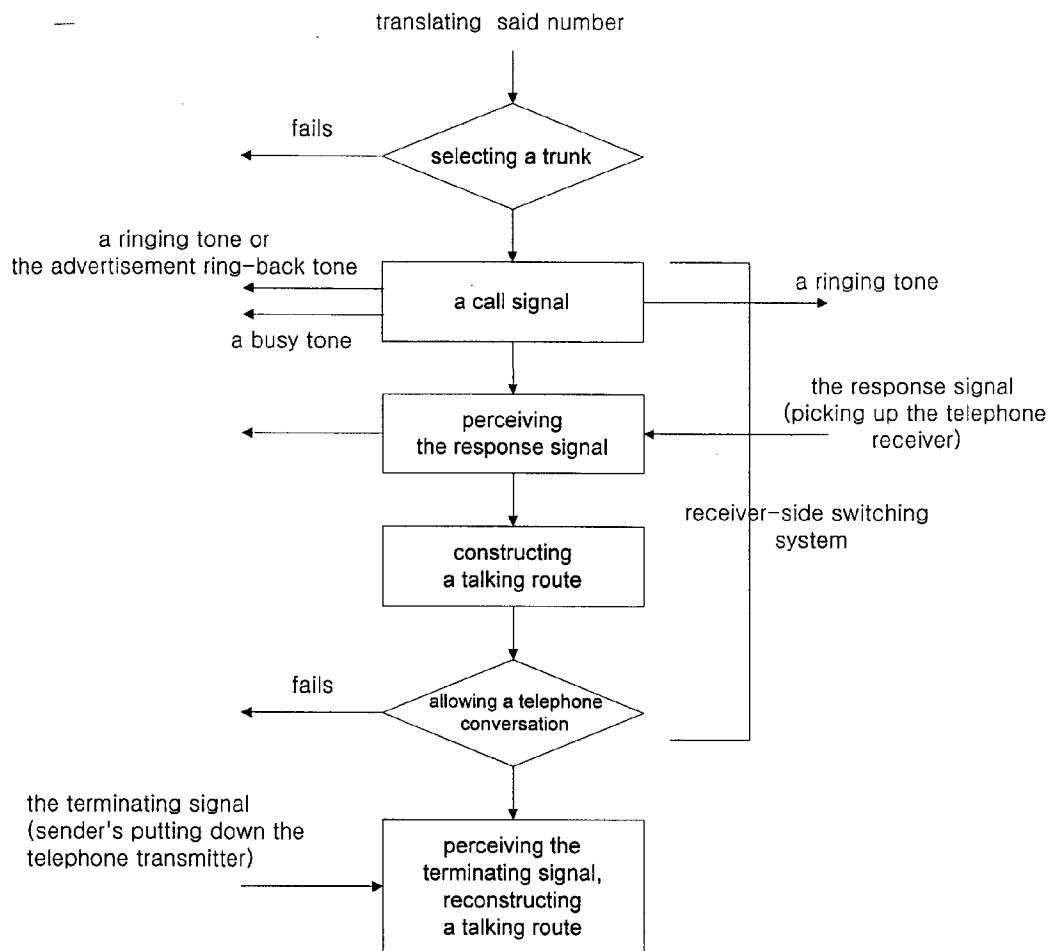 translating said number
fails
selecting a trunk
a ringing tone or
the advertisement ring-back tone
a call signal
a ringing tone
a busy tone
the response signal
(picking up the telephone
receiver)
perceiving
the response signal
receiver-side switching
system
constructing
a talking route
fails
allowing a telephone
conversation
the terminating signal
(sender's putting down the
telephone transmitter)
perceiving the
terminating signal,
reconstructing
a talking route